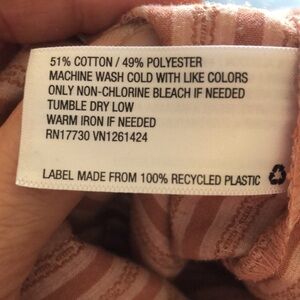 51% COTTON / 49% POLYESTER
MACHINE WASH COLD WITH LIKE COLORS
ONLY NON-CHLORINE BLEACH IF NEEDED
TUMBLE DRY LOW
WARM IRON IF NEEDED
RN17730 VN1261424
LABEL MADE FROM 100% RECYCLED PLASTIC